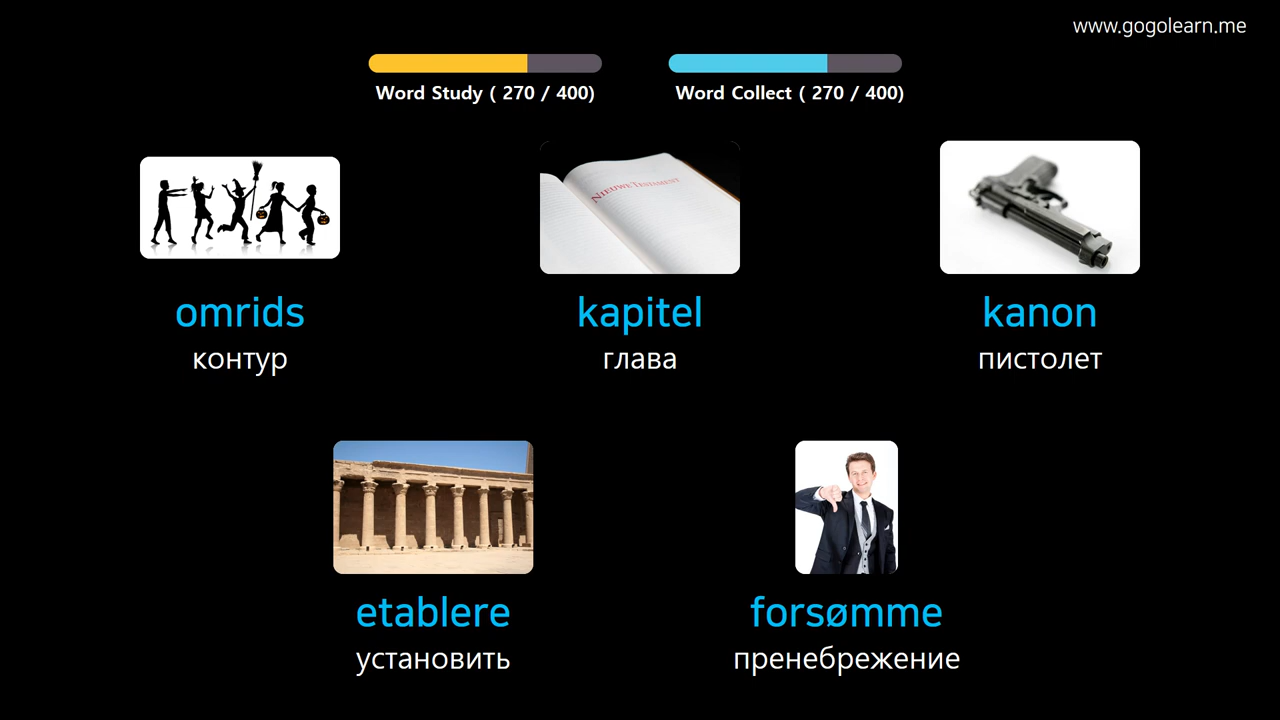 www.gogolearn.me
Word Study ( 270 / 400)
Word Collect ( 270 / 400)
NIEUWE TESTAMENT
omrids
kapitel
kanon
контур
глава
пистолет
etablere
forsømme
установить
пренебрежение